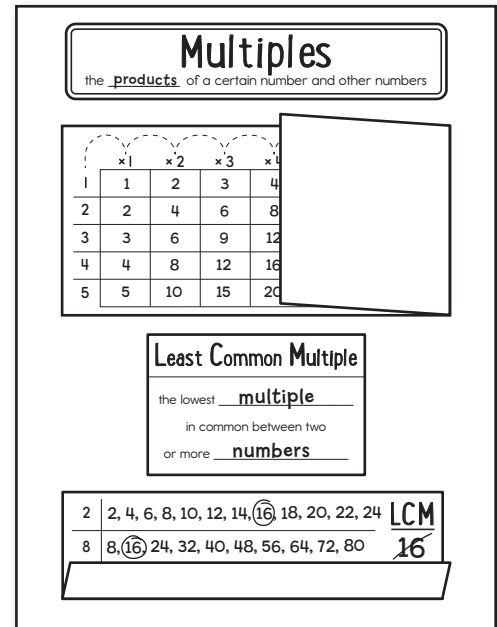 Multiples
the products of a certain number and other numbers
×1 ×2 ×3 ×4
1 1 2 3 4
2 2 4 6 8
3 3 6 9 12
4 4 8 12 16
5 5 10 15 20
Least Common Multiple
the lowest multiple
in common between two
or more numbers
2 2, 4, 6, 8, 10, 12, 14, 16, 18, 20, 22, 24 LCM
8 8, 16, 24, 32, 40, 48, 56, 64, 72, 80 16